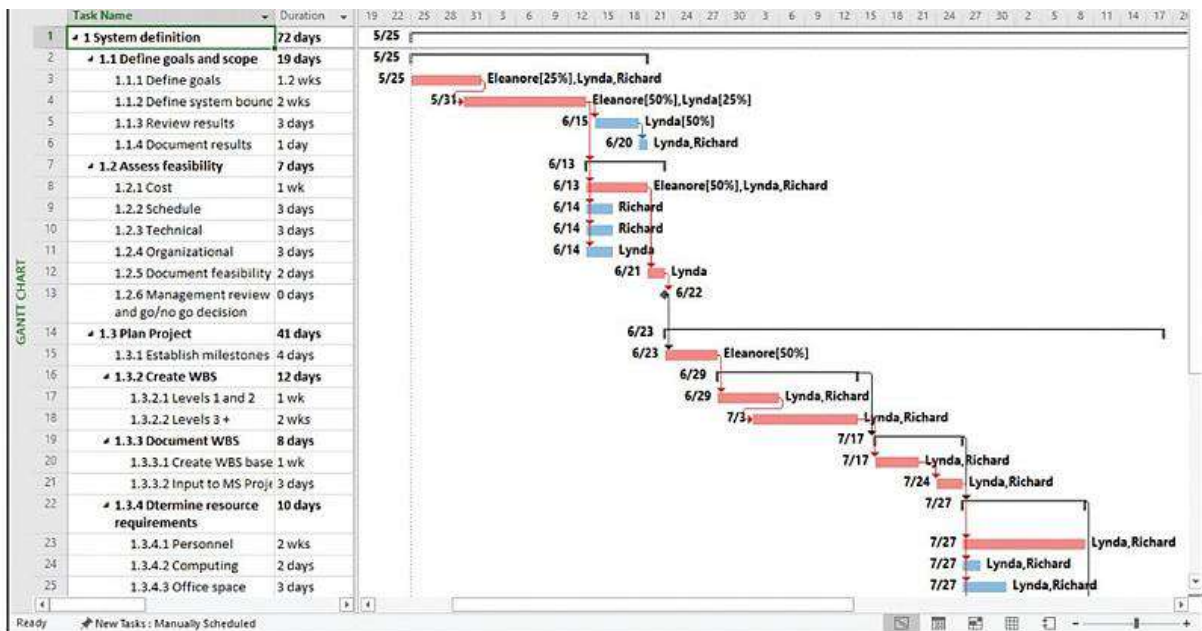 Task Name Duration 19 22 25 28 31 3 6 9 12 15 18 21 24 27 30 3 6 9 12 15 18 21 24 27 30 2 5 8 11 14 17
1 1 System definition 72 days 5/25
2 1.1 Define goals and scope 19 days 5/25
3 1.1.1 Define goals 1.2 wks 5/25 Eleanore[25%],Lynda,Richard
4 1.1.2 Define system bound 2 wks 5/31 Eleanore[50%],Lynda[25%]
5 1.1.3 Review results 3 days 6/15 Lynda[50%]
6 1.1.4 Document results 1 day 6/20 Lynda,Richard
7 1.2 Assess feasibility 7 days 6/13
8 1.2.1 Cost 1 wk 6/13 Eleanore[50%],Lynda,Richard
9 1.2.2 Schedule 3 days 6/14 Richard
10 1.2.3 Technical 3 days 6/14 Richard
11 1.2.4 Organizational 3 days 6/14 Lynda
12 1.2.5 Document feasibility 2 days 6/21 Lynda
13 1.2.6 Management review 0 days 6/22
and go/no go decision
14 1.3 Plan Project 41 days 6/23
15 1.3.1 Establish milestones 4 days 6/23 Eleanore[50%]
16 1.3.2 Create WBS 12 days 6/29
17 1.3.2.1 Levels 1 and 2 1 wk 6/29 Lynda,Richard
18 1.3.2.2 Levels 3 + 2 wks 7/3 Lynda,Richard
19 1.3.3 Document WBS 8 days 7/17
20 1.3.3.1 Create WBS base 1 wk 7/17 Lynda,Richard
21 1.3.3.2 Input to MS Proje 3 days 7/24 Lynda,Richard
22 1.3.4 Dtermine resource 10 days 7/27
requirements
23 1.3.4.1 Personnel 2 wks 7/27 Lynda,Richard
24 1.3.4.2 Computing 2 days 7/27 Lynda,Richard
25 1.3.4.3 Office space 3 days 7/27 Lynda,Richard
GANTT CHART
Ready New Tasks : Manually Scheduled